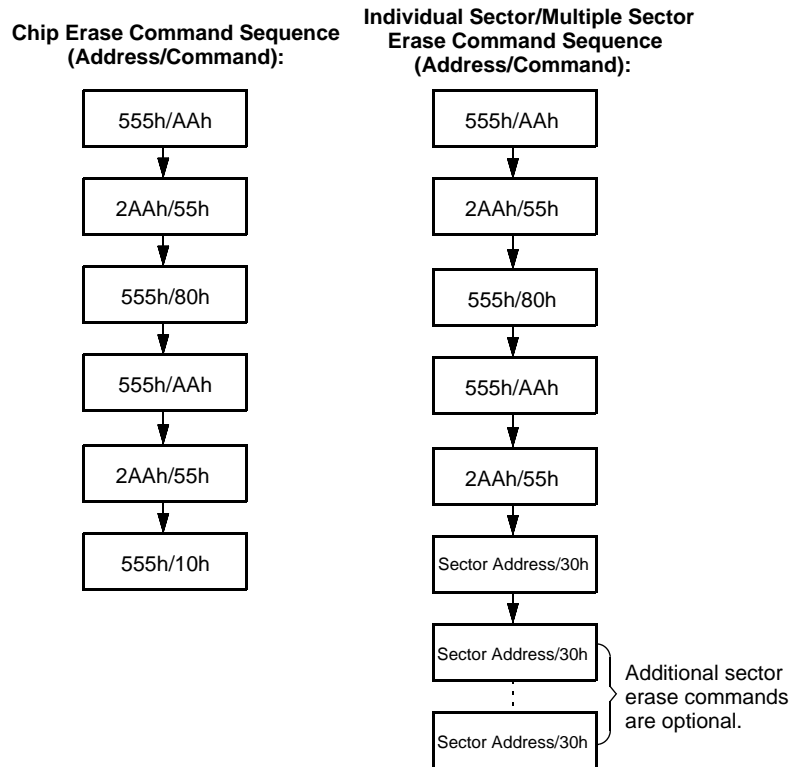 Chip Erase Command Sequence
(Address/Command):
555h/AAh
2AAh/55h
555h/80h
555h/AAh
2AAh/55h
555h/10h
Individual Sector/Multiple Sector
Erase Command Sequence
(Address/Command):
555h/AAh
2AAh/55h
555h/80h
555h/AAh
2AAh/55h
Sector Address/30h
Sector Address/30h
Sector Address/30h
Additional sector
erase commands
are optional.